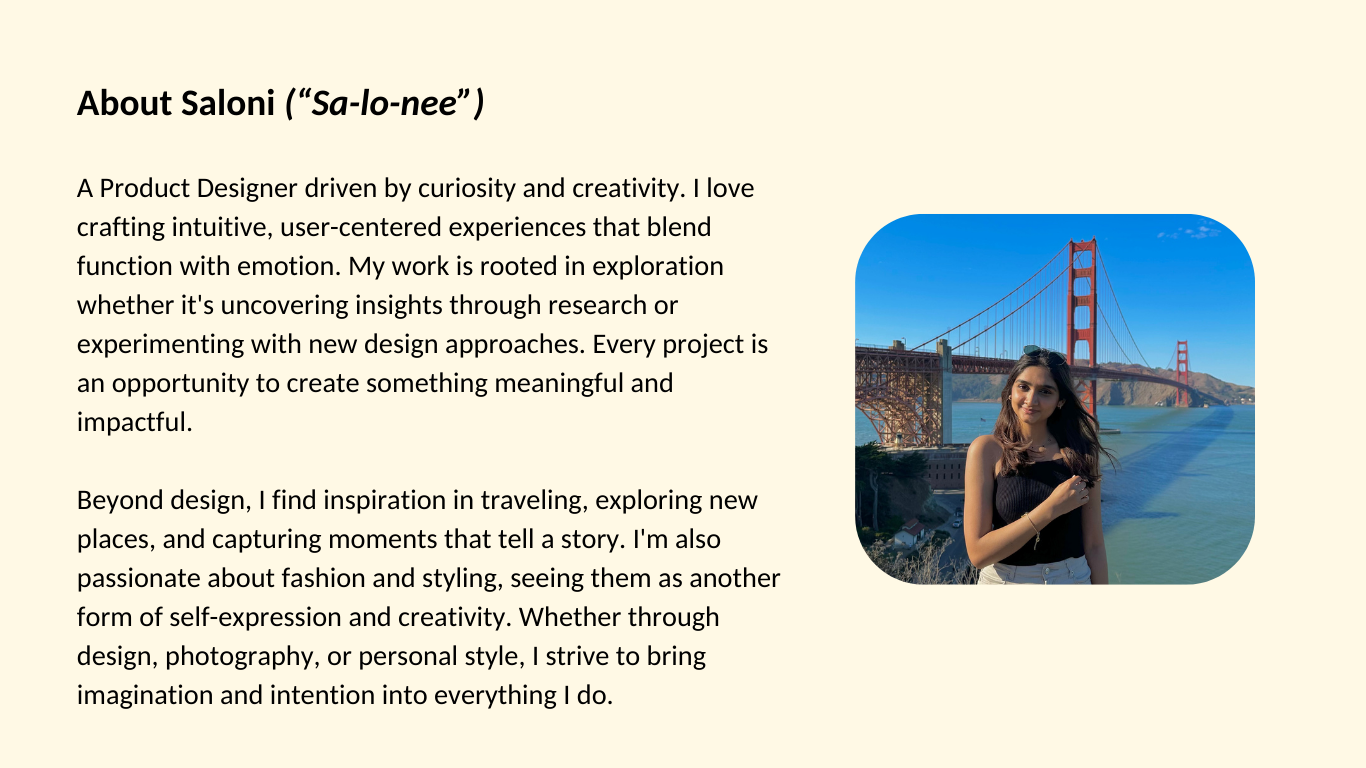 About Saloni (“Sa-lo-nee”)
A Product Designer driven by curiosity and creativity. I love
crafting intuitive, user-centered experiences that blend
function with emotion. My work is rooted in exploration
whether it's uncovering insights through research or
experimenting with new design approaches. Every project is
an opportunity to create something meaningful and
impactful.
Beyond design, I find inspiration in traveling, exploring new
places, and capturing moments that tell a story. I'm also
passionate about fashion and styling, seeing them as another
form of self-expression and creativity. Whether through
design, photography, or personal style, I strive to bring
imagination and intention into everything I do.